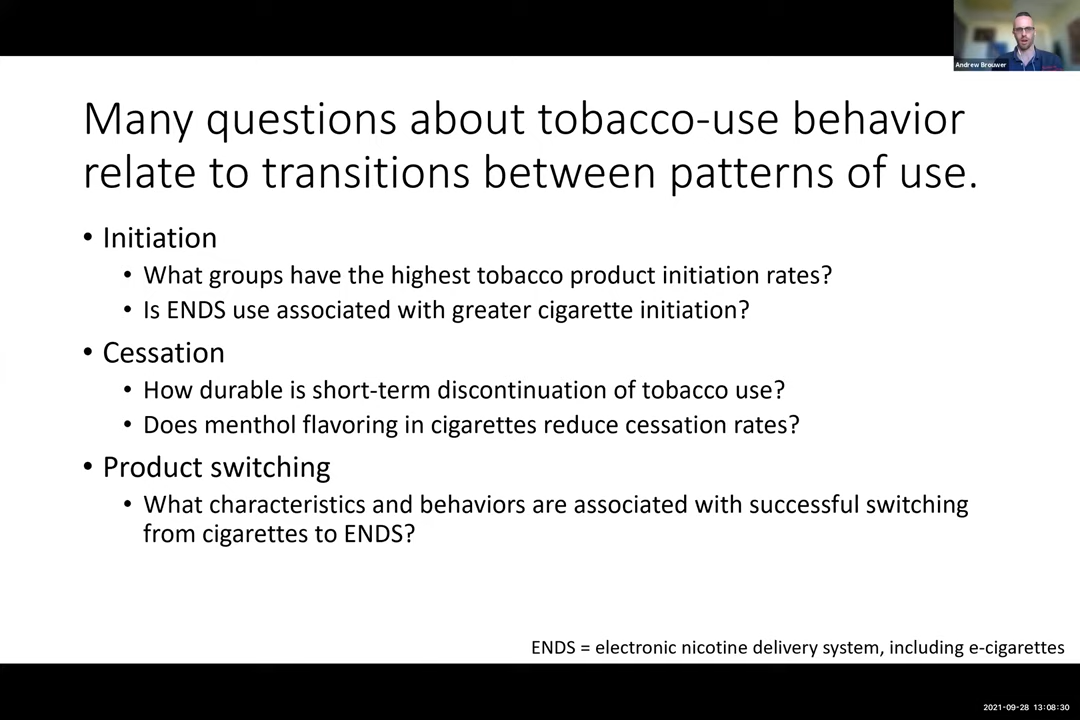 Andrew Brouwer
Many questions about tobacco-use behavior
relate to transitions between patterns of use.
• Initiation
• What groups have the highest tobacco product initiation rates?
• Is ENDS use associated with greater cigarette initiation?
• Cessation
• How durable is short-term discontinuation of tobacco use?
• Does menthol flavoring in cigarettes reduce cessation rates?
• Product switching
• What characteristics and behaviors are associated with successful switching
from cigarettes to ENDS?
ENDS = electronic nicotine delivery system, including e-cigarettes
2021-09-28 13:08:30